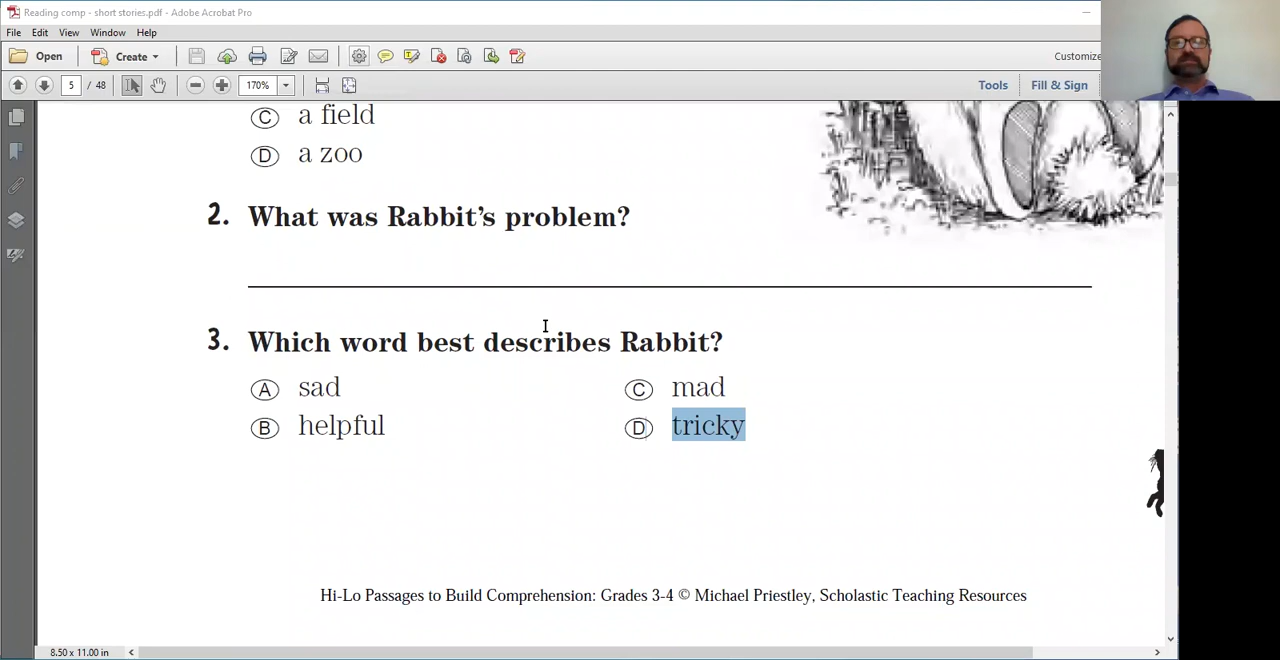 Reading comp - short stories.pdf - Adobe Acrobat Pro
File Edit View Window Help
Open Create Customize
5 / 48 170% Tools Fill & Sign
C a field
D a zoo
2. What was Rabbit's problem?
3. Which word best describes Rabbit?
A sad C mad
B helpful D tricky
Hi-Lo Passages to Build Comprehension: Grades 3-4 © Michael Priestley, Scholastic Teaching Resources
8.50 x 11.00 in